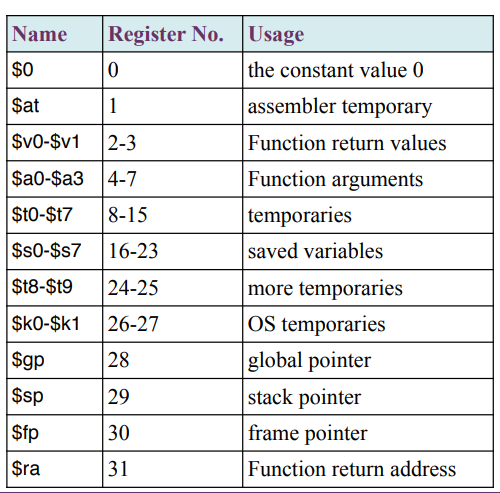 Name Register No. Usage
$0 0 the constant value 0
$at 1 assembler temporary
$v0-$v1 2-3 Function return values
$a0-$a3 4-7 Function arguments
$t0-$t7 8-15 temporaries
$s0-$s7 16-23 saved variables
$t8-$t9 24-25 more temporaries
$k0-$k1 26-27 OS temporaries
$gp 28 global pointer
$sp 29 stack pointer
$fp 30 frame pointer
$ra 31 Function return address